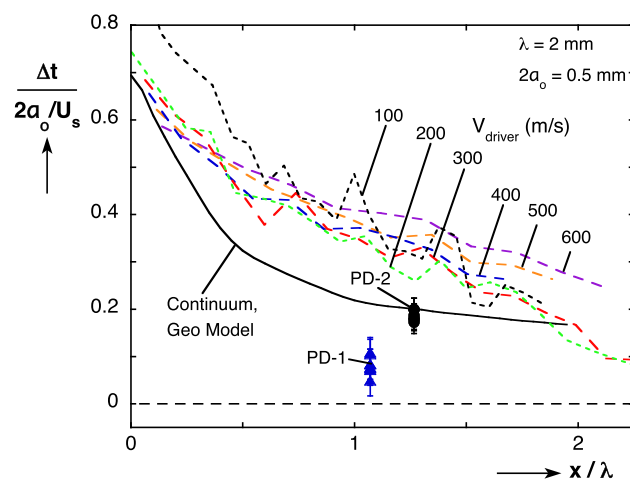 0.8
0.6
0.4
0.2
0
Δt
2a_o/U_s
λ = 2 mm
2a_o = 0.5 mm
V_driver (m/s)
100
200
300
400
500
600
Continuum,
Geo Model
PD-2
PD-1
0
1
2
x / λ